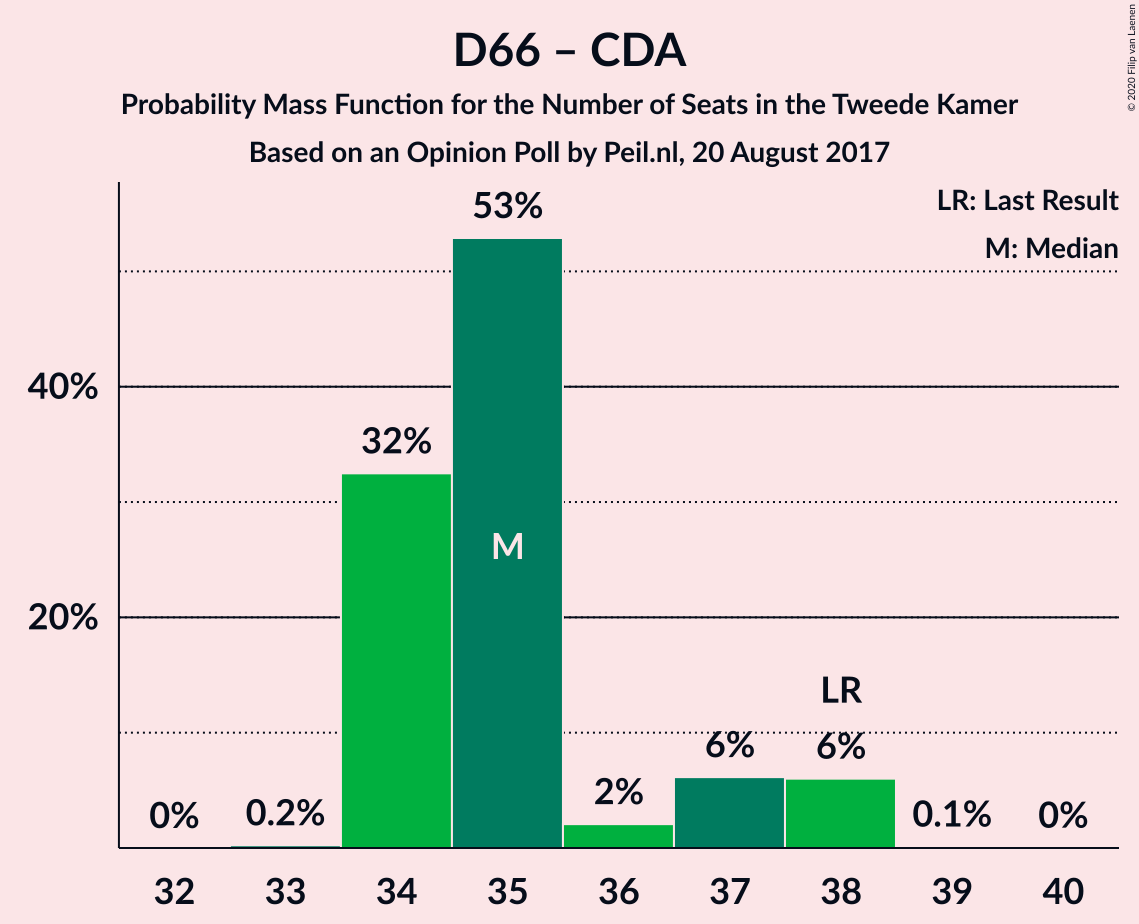 D66 – CDA
Probability Mass Function for the Number of Seats in the Tweede Kamer
Based on an Opinion Poll by Peil.nl, 20 August 2017
© 2020 Filip van Laenen
LR: Last Result
M: Median
53%
40%
32%
M
20%
LR
6%
6%
2%
0%
0.2%
0.1%
0%
32 33 34 35 36 37 38 39 40